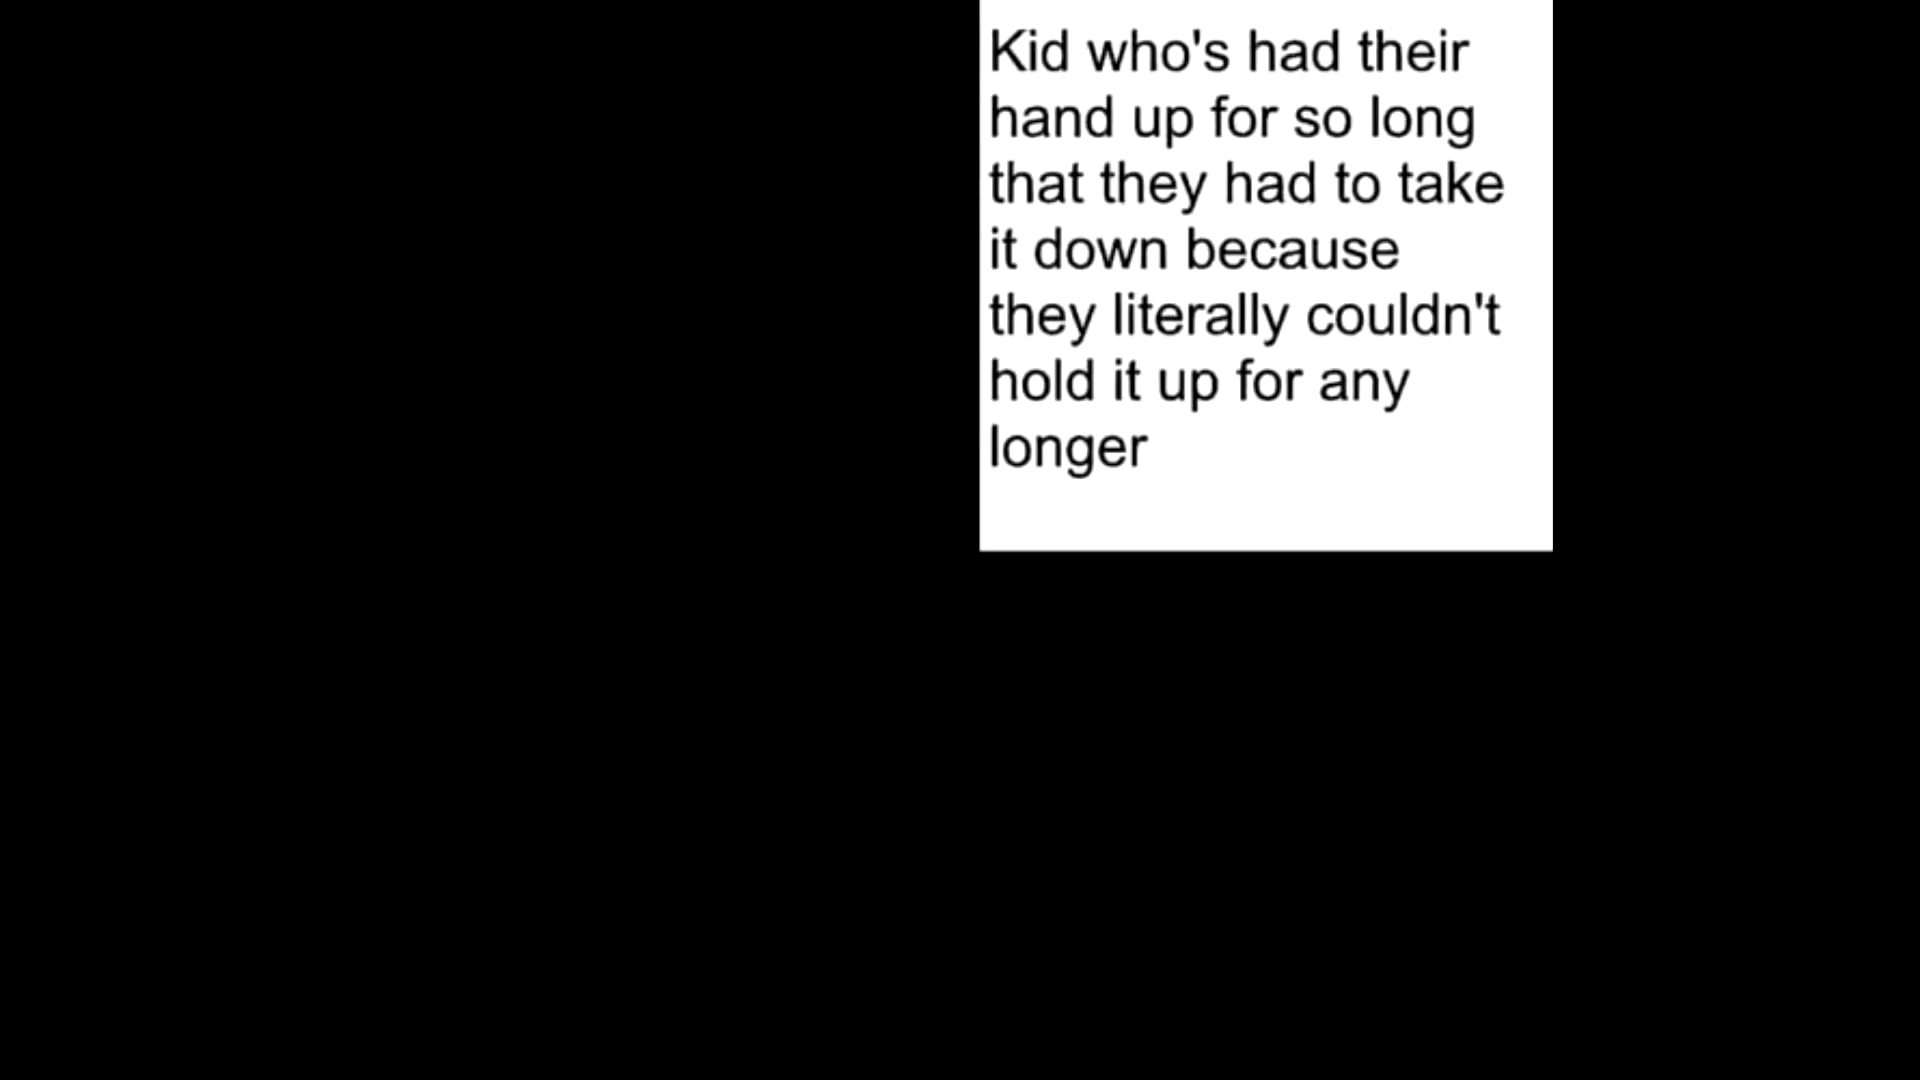 Kid who's had their
hand up for so long
that they had to take
it down because
they literally couldn't
hold it up for any
longer